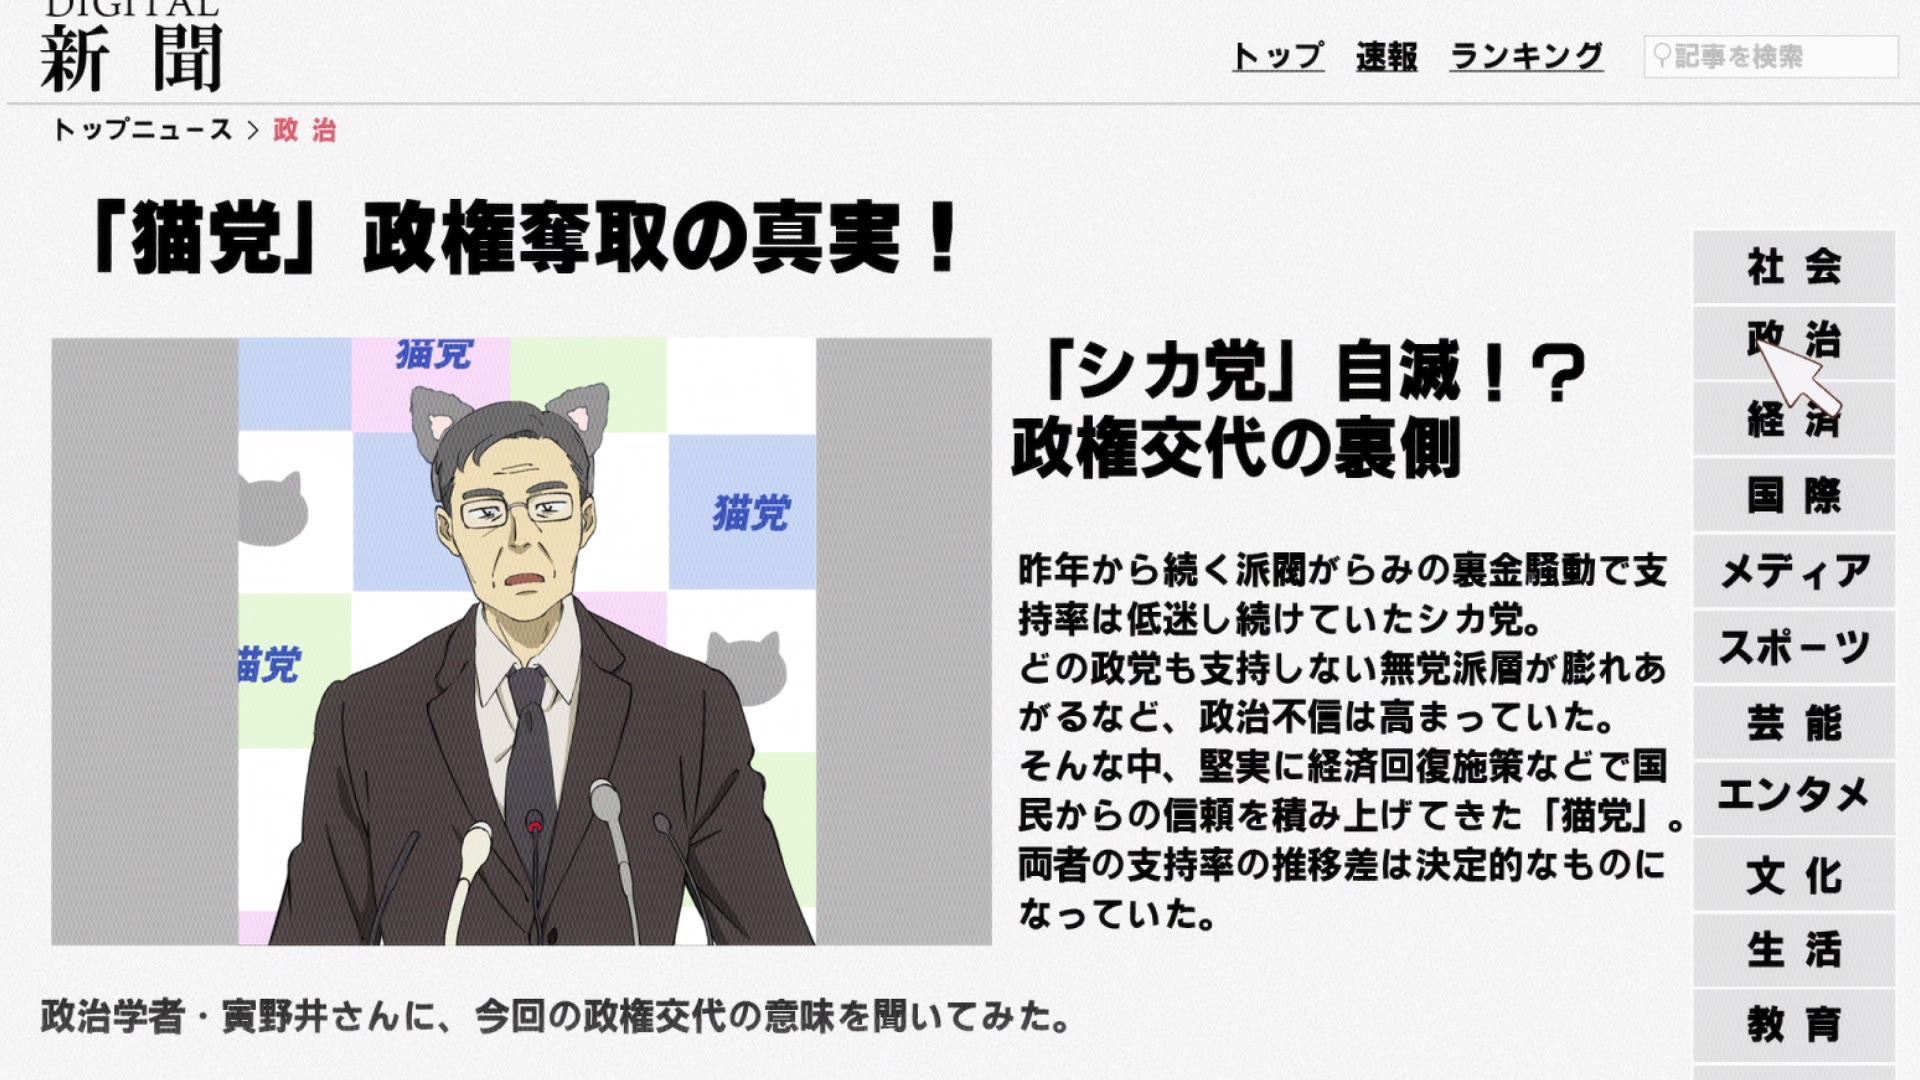 DIGITAL
新聞
トップ 速報 ランキング 記事を検索
トップニュース > 政治
「猫党」政権奪取の真実！
猫党
猫党
猫党
「シカ党」自滅！？
政権交代の裏側
昨年から続く派閥がらみの裏金騒動で支
持率は低迷し続けていたシカ党。
どの政党も支持しない無党派層が膨れあ
がるなど、政治不信は高まっていた。
そんな中、堅実に経済回復施策などで国
民からの信頼を積み上げてきた「猫党」。
両者の支持率の推移差は決定的なものに
なっていた。
政治学者・寅野井さんに、今回の政権交代の意味を聞いてみた。
社会
政治
経済
国際
メディア
スポーツ
芸能
エンタメ
文化
生活
教育